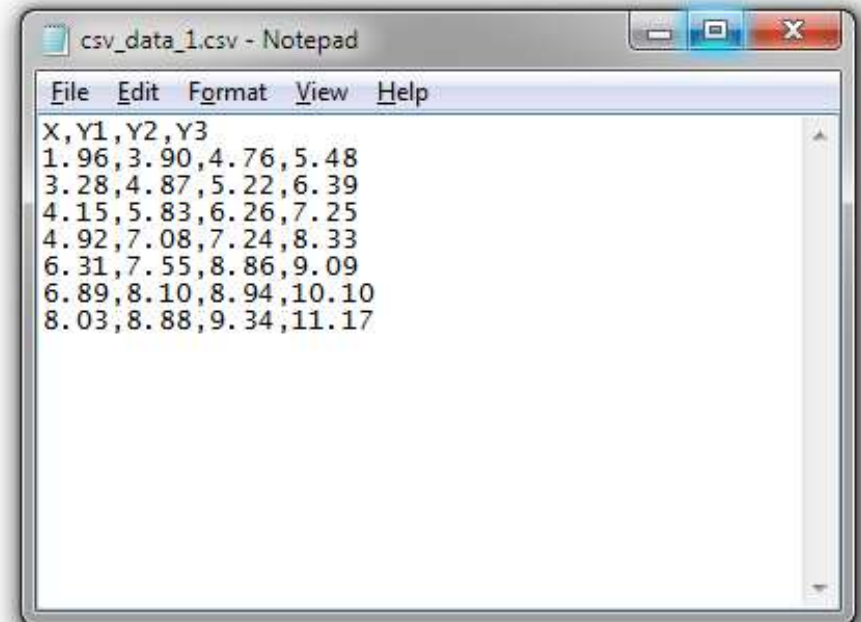 csv_data_1.csv - Notepad
File Edit Format View Help
X,Y1,Y2,Y3
1.96,3.90,4.76,5.48
3.28,4.87,5.22,6.39
4.15,5.83,6.26,7.25
4.92,7.08,7.24,8.33
6.31,7.55,8.86,9.09
6.89,8.10,8.94,10.10
8.03,8.88,9.34,11.17